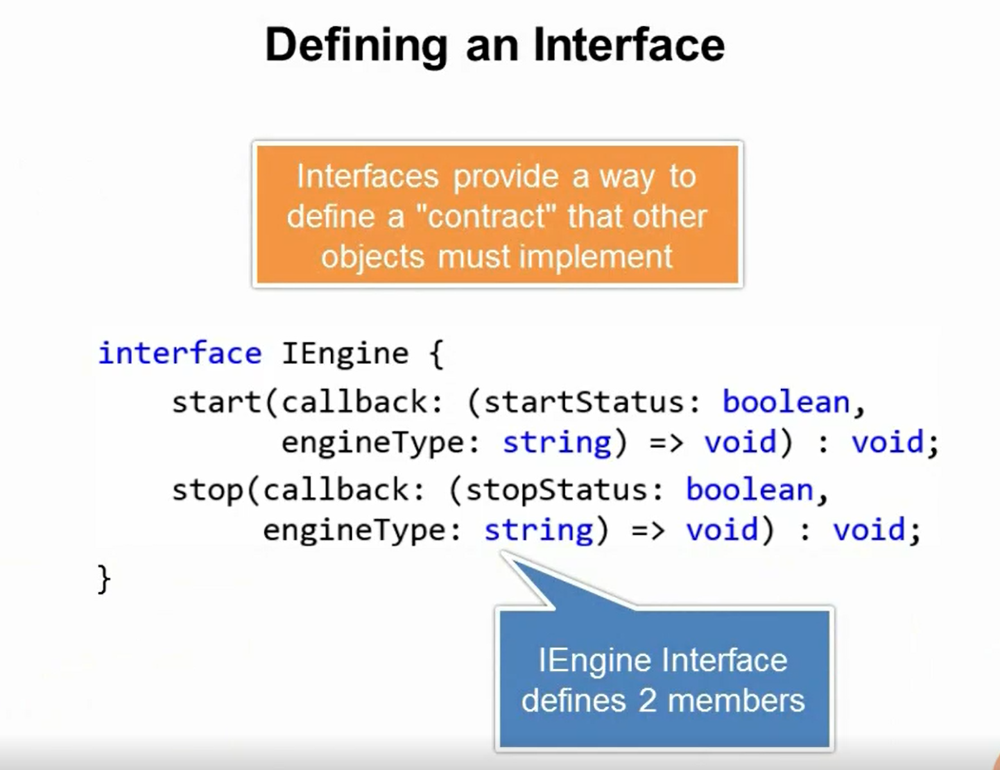 Defining an Interface
Interfaces provide a way to
define a "contract" that other
objects must implement
interface IEngine {
start(callback: (startStatus: boolean,
engineType: string) => void) : void;
stop(callback: (stopStatus: boolean,
engineType: string) => void) : void;
}
IEngine Interface
defines 2 members